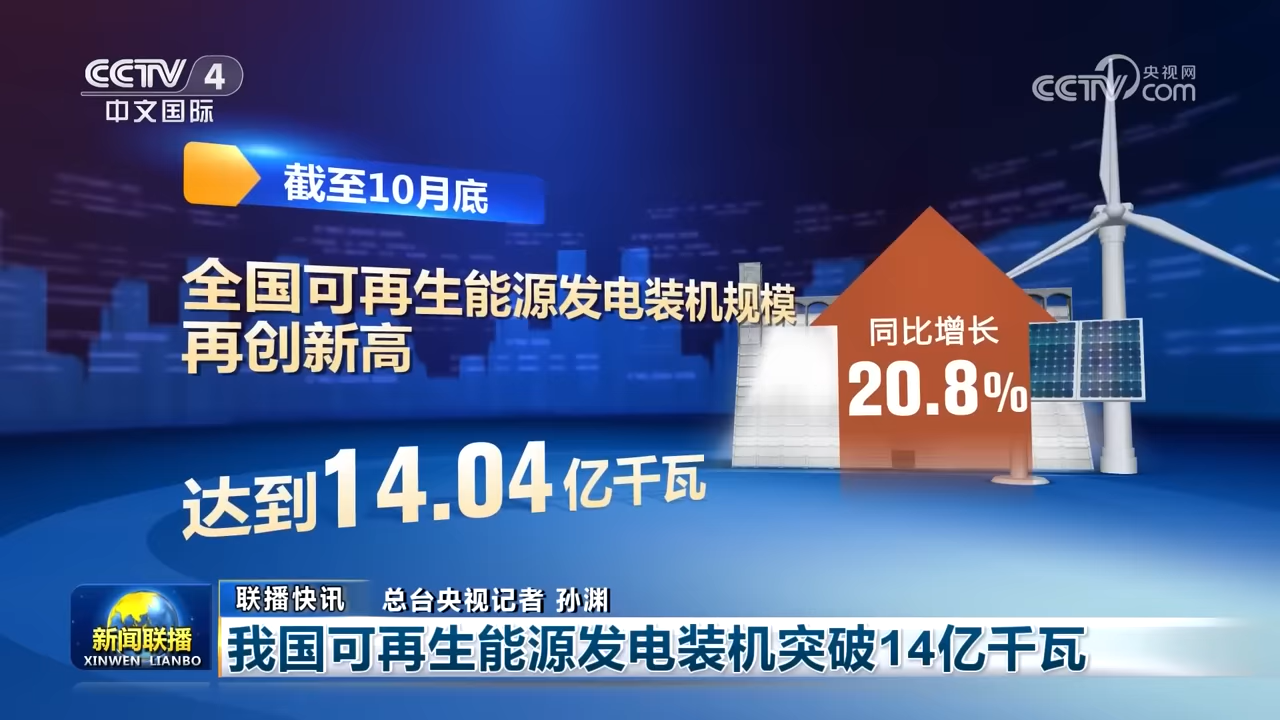 CCTV 4
中文国际
CCTV 央视网
com
截至10月底
全国可再生能源发电装机规模
再创新高
同比增长
20.8%
达到14.04亿千瓦
联播快讯 总台央视记者 孙渊
新闻联播
XINWEN LIANBO
我国可再生能源发电装机突破14亿千瓦